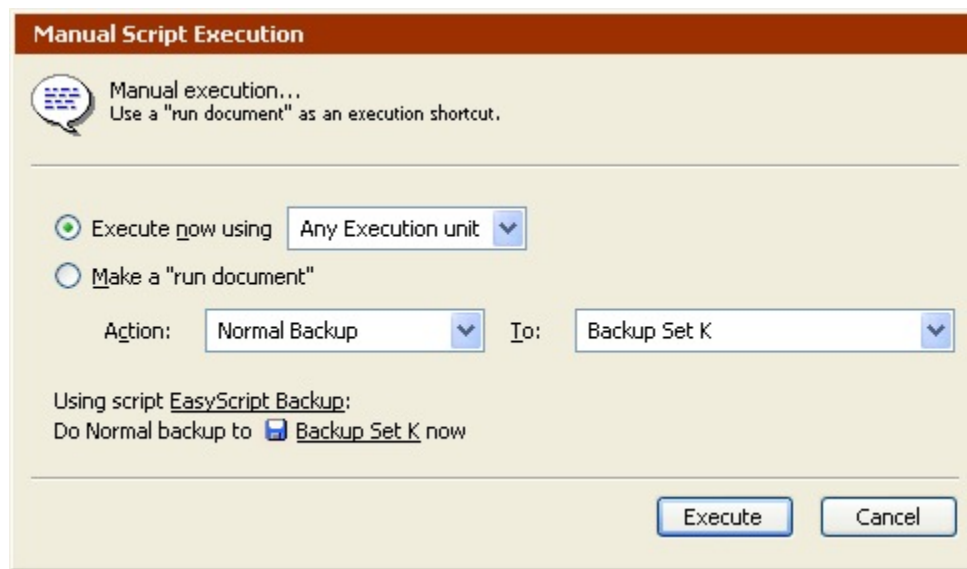 Manual Script Execution
Manual execution...
Use a "run document" as an execution shortcut.
Execute now using Any Execution unit
Make a "run document"
Action: Normal Backup To: Backup Set K
Using script EasyScript Backup:
Do Normal backup to Backup Set K now
Execute Cancel